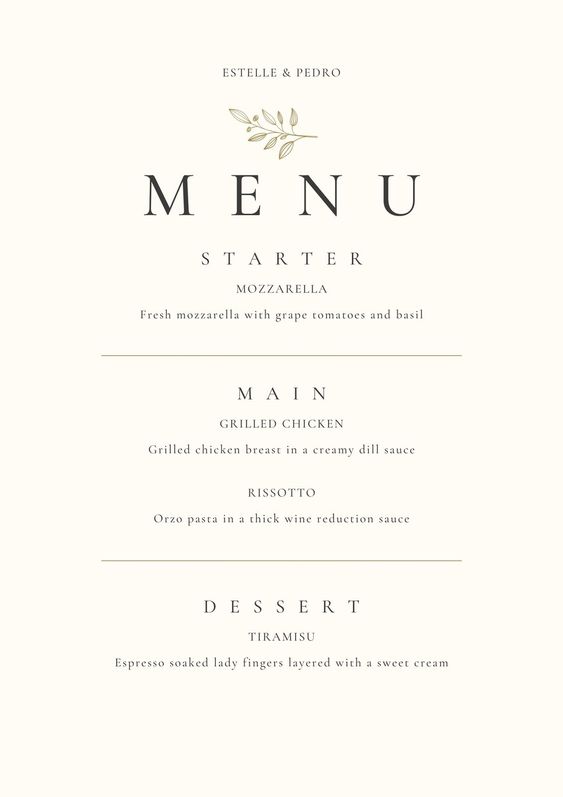 ESTELLE & PEDRO
MENU
STARTER
MOZZARELLA
Fresh mozzarella with grape tomatoes and basil
MAIN
GRILLED CHICKEN
Grilled chicken breast in a creamy dill sauce
RISSOTTO
Orzo pasta in a thick wine reduction sauce
DESSERT
TIRAMISU
Espresso soaked lady fingers layered with a sweet cream